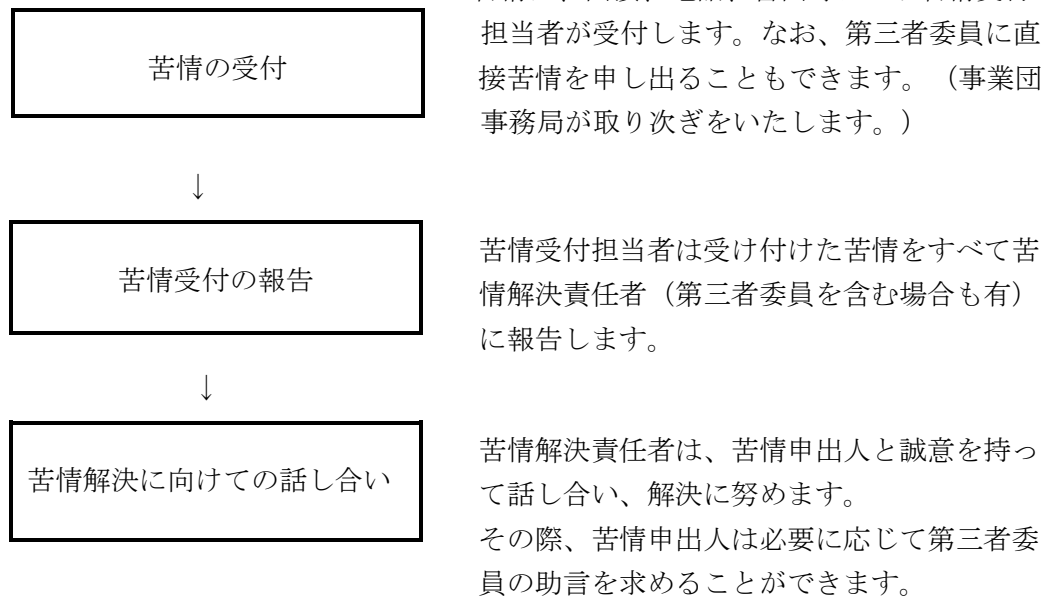 苦情の受付
担当者が受付します。なお、第三者委員に直
接苦情を申し出ることもできます。（事業団
事務局が取り次ぎをいたします。）
↓
苦情受付の報告
苦情受付担当者は受け付けた苦情をすべて苦
情解決責任者（第三者委員を含む場合も有）
に報告します。
↓
苦情解決に向けての話し合い
苦情解決責任者は、苦情申出人と誠意を持っ
て話し合い、解決に努めます。
その際、苦情申出人は必要に応じて第三者委
員の助言を求めることができます。